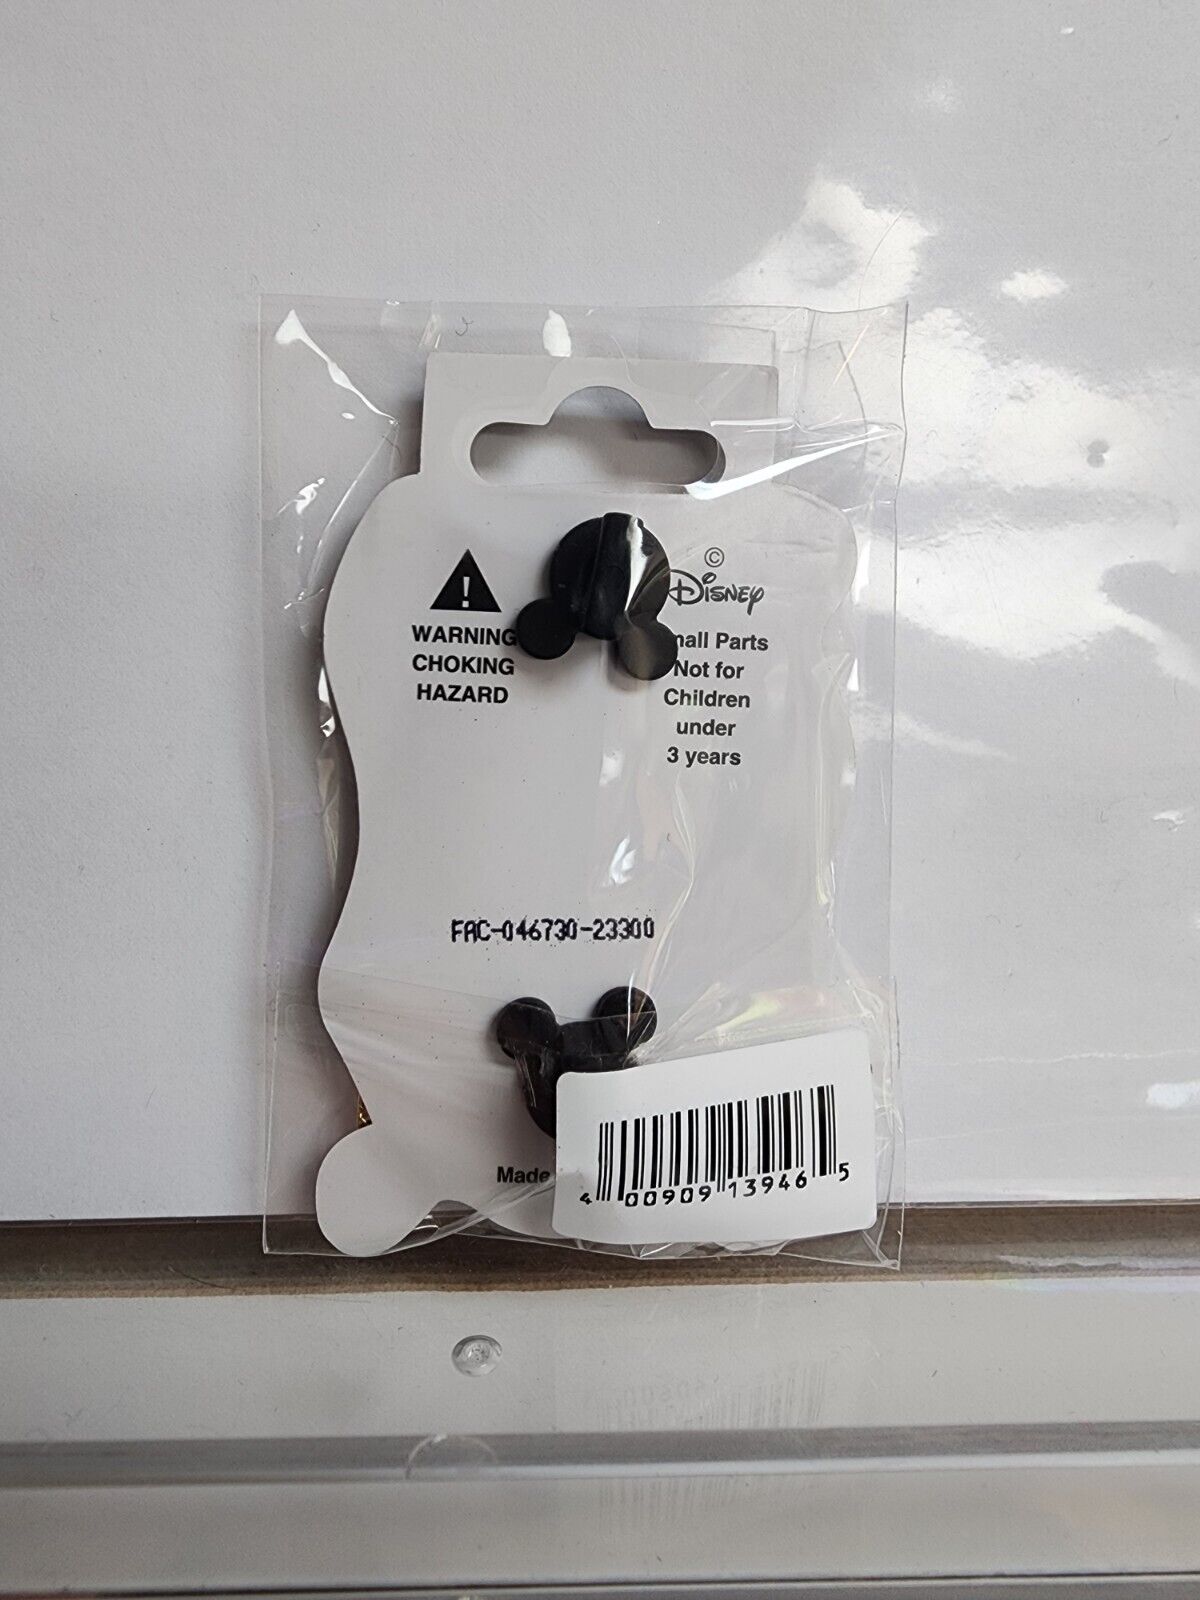 WARNING
CHOKING
HAZARD
©
Disney
Parts
Not for
Children
under
3 years
FAC-046730-23300
Made
4 00909 13946 5